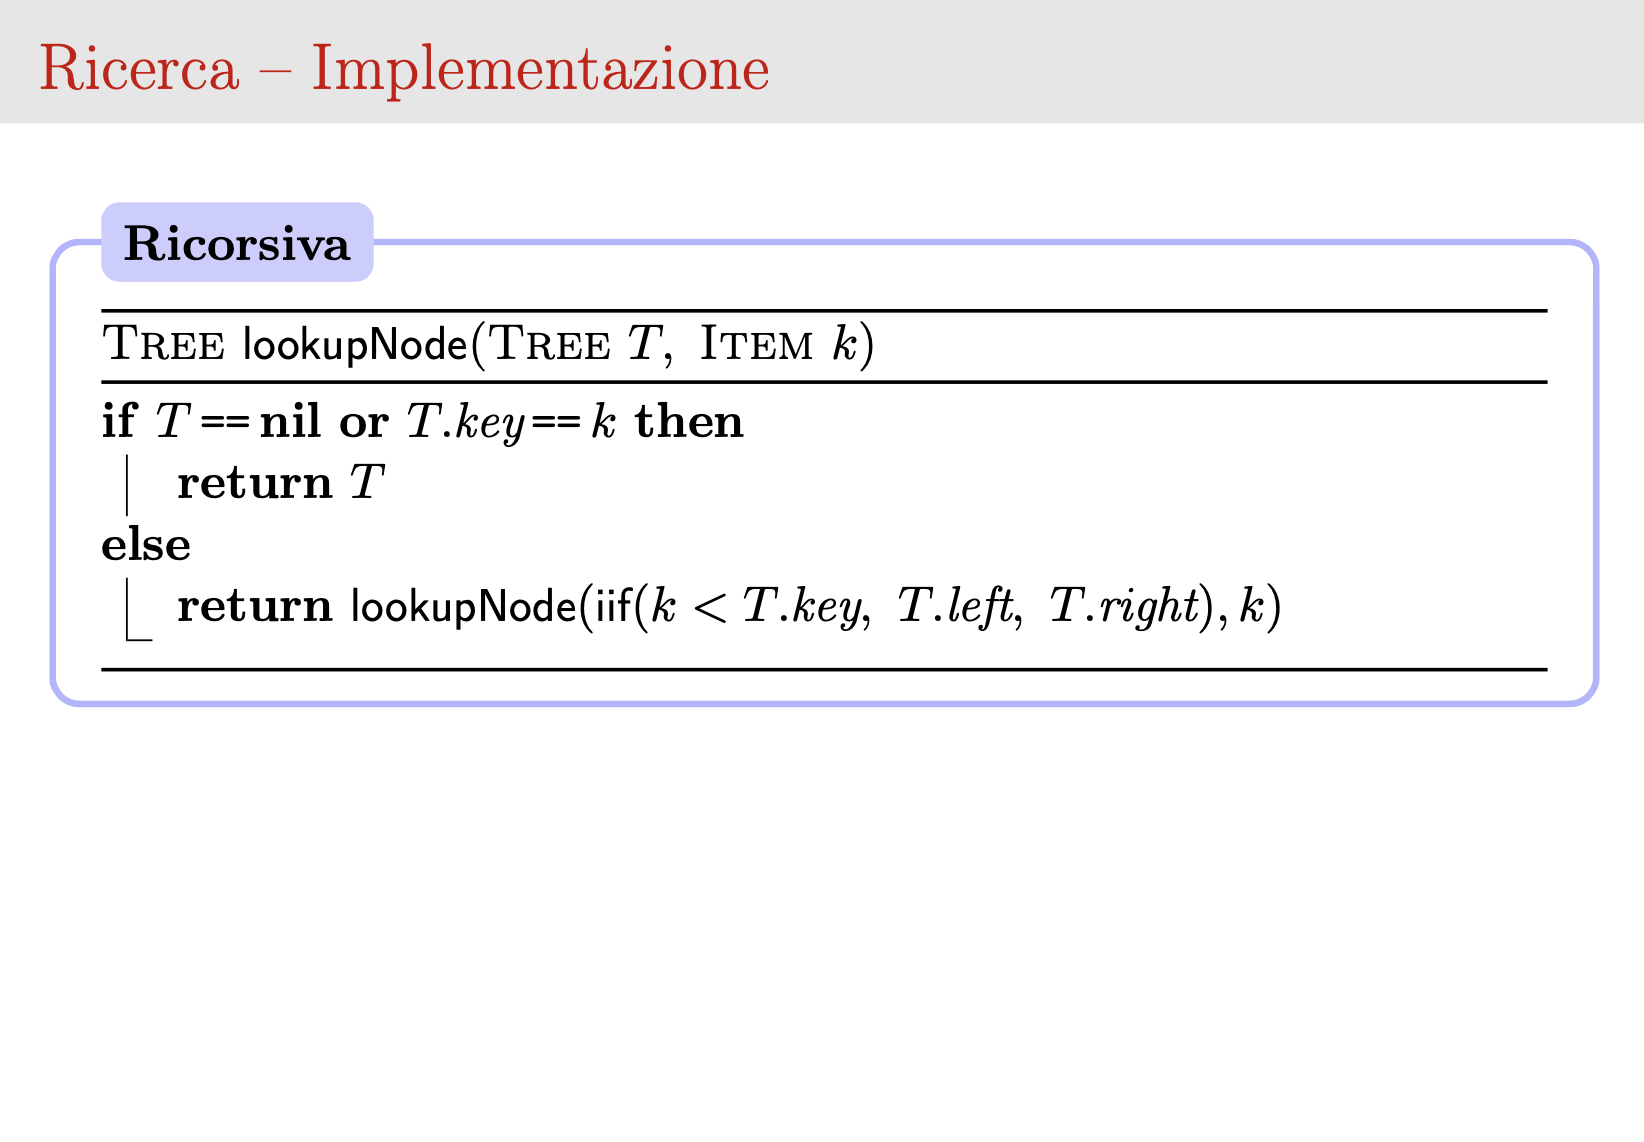 Ricerca – Implementazione
Ricorsiva
TREE lookupNode(TREE T, ITEM k)
if T == nil or T.key == k then
return T
else
return lookupNode(iif(k < T.key, T.left, T.right), k)